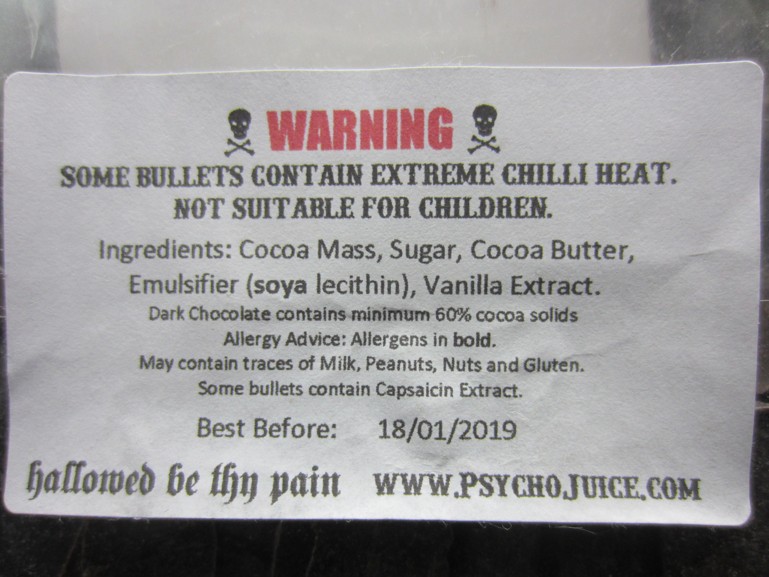 WARNING
SOME BULLETS CONTAIN EXTREME CHILLI HEAT.
NOT SUITABLE FOR CHILDREN.
Ingredients: Cocoa Mass, Sugar, Cocoa Butter,
Emulsifier (soya lecithin), Vanilla Extract.
Dark Chocolate contains minimum 60% cocoa solids
Allergy Advice: Allergens in bold.
May contain traces of Milk, Peanuts, Nuts and Gluten.
Some bullets contain Capsaicin Extract.
Best Before: 18/01/2019
hallowed be thy pain www.PsychoJuice.com